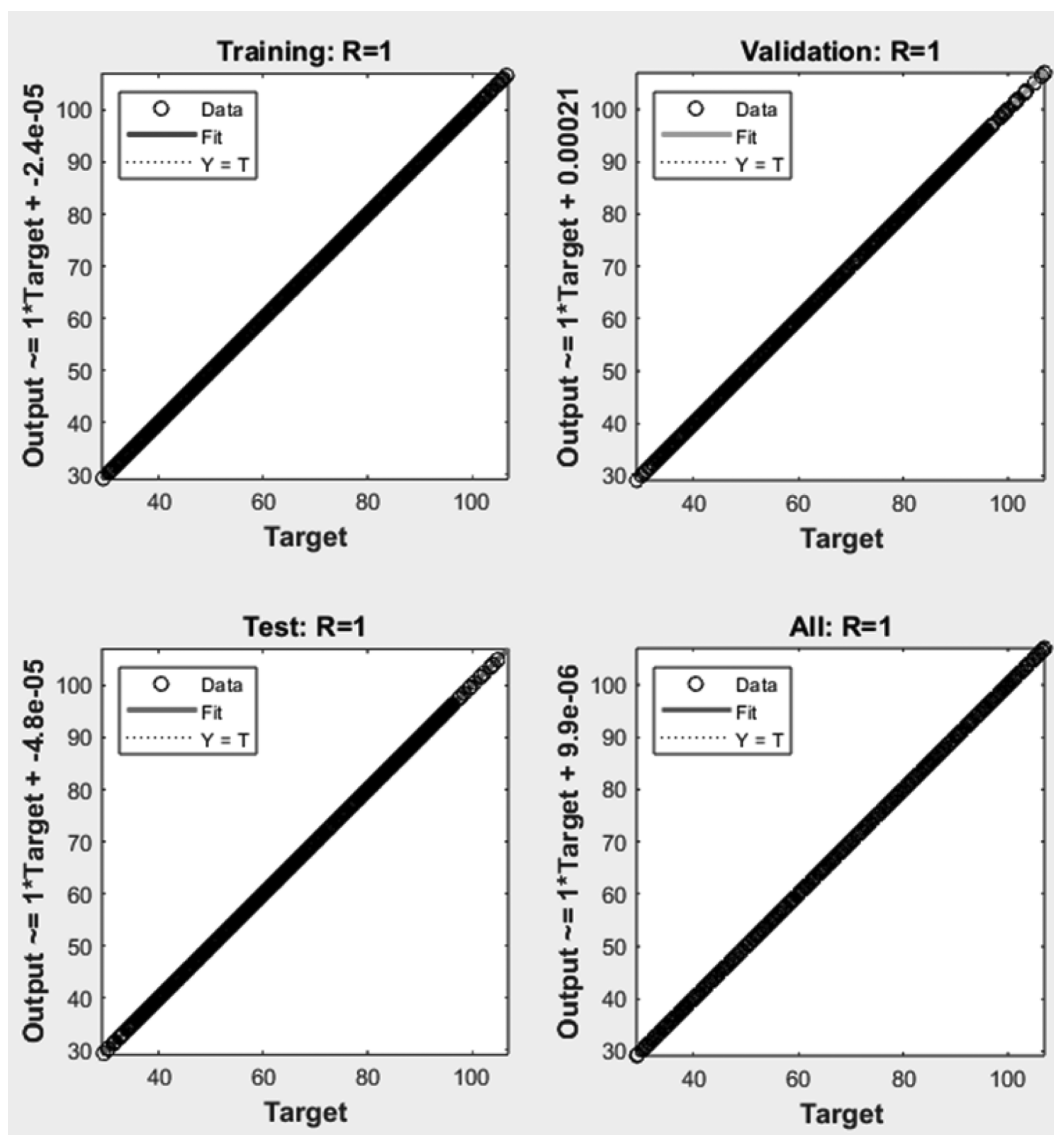 Training: R=1
Output ~= 1*Target + -2.4e-05
100
90
80
70
60
50
40
30
Data
Fit
Y = T
40 60 80 100
Target
Validation: R=1
Output ~= 1*Target + 0.00021
100
90
80
70
60
50
40
30
Data
Fit
Y = T
40 60 80 100
Target
Test: R=1
Output ~= 1*Target + -4.8e-05
100
90
80
70
60
50
40
30
Data
Fit
Y = T
40 60 80 100
Target
All: R=1
Output ~= 1*Target + 9.9e-06
100
90
80
70
60
50
40
30
Data
Fit
Y = T
40 60 80 100
Target